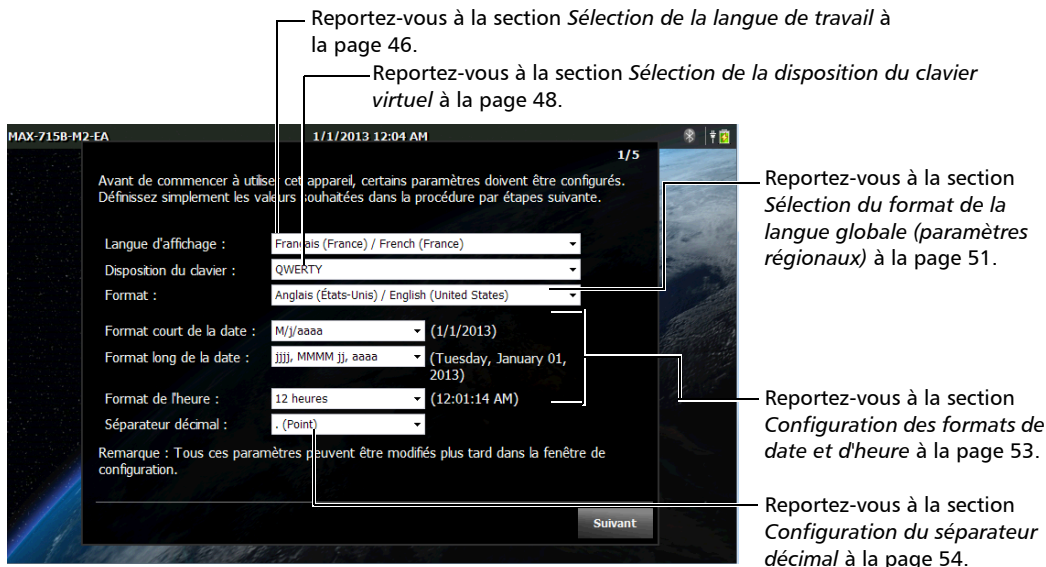 Reportez-vous à la section Sélection de la langue de travail à
la page 46.
Reportez-vous à la section Sélection de la disposition du clavier
virtuel à la page 48.
MAX-715B-M2-EA 1/1/2013 12:04 AM
1/5
Avant de commencer à utiliser cet appareil, certains paramètres doivent être configurés.
Définissez simplement les valeurs souhaitées dans la procédure par étapes suivante.
Langue d'affichage : Français (France) / French (France)
Disposition du clavier : QWERTY
Format : Anglais (États-Unis) / English (United States)
Format court de la date : M/j/aaaa (1/1/2013)
Format long de la date : jjjj, MMMM jj, aaaa (Tuesday, January 01,
2013)
Format de l'heure : 12 heures (12:01:14 AM)
Séparateur décimal : . (Point)
Remarque : Tous ces paramètres peuvent être modifiés plus tard dans la fenêtre de
configuration.
Suivant
Reportez-vous à la section
Sélection du format de la
langue globale (paramètres
régionaux) à la page 51.
Reportez-vous à la section
Configuration des formats de
date et d'heure à la page 53.
Reportez-vous à la section
Configuration du séparateur
décimal à la page 54.